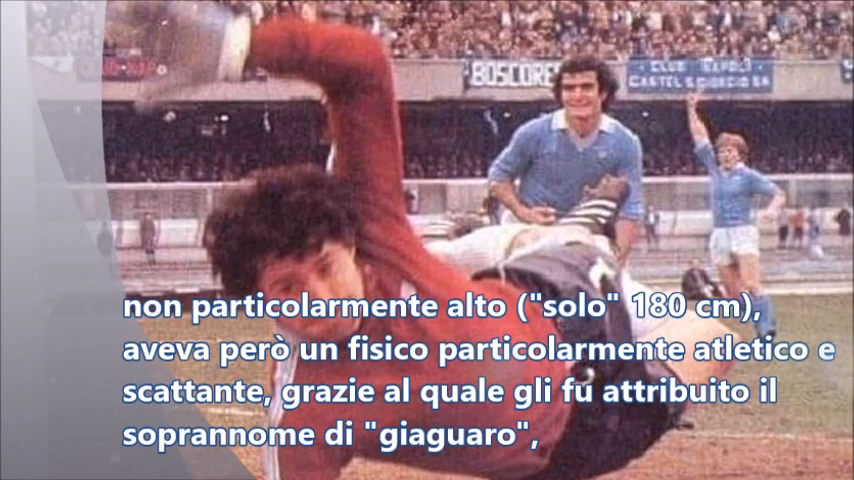 BOSCORE
CLUB NAPOLI
CASTEL S. GIORGIO SA
non particolarmente alto ("solo" 180 cm),
aveva però un fisico particolarmente atletico e
scattante, grazie al quale gli fu attribuito il
soprannome di "giaguaro",